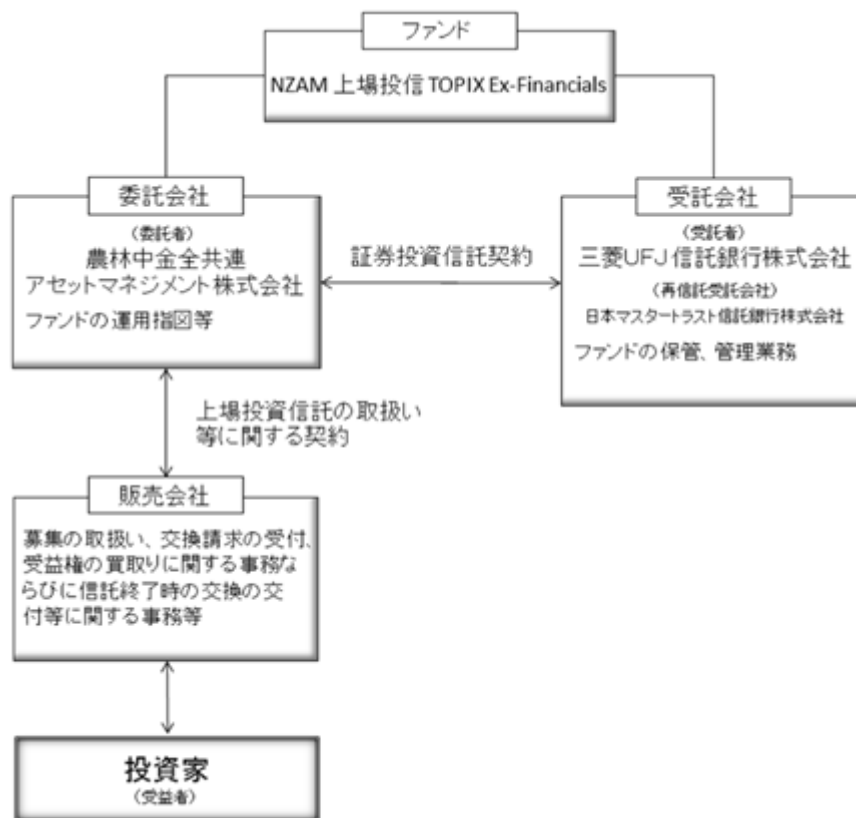 ファンド
NZAM 上場投信 TOPIX Ex-Financials
委託会社
(委託者)
農林中金全共連
アセットマネジメント株式会社
ファンドの運用指図等
証券投資信託契約
受託会社
(受託者)
三菱UFJ信託銀行株式会社
(再信託受託会社)
日本マスタートラスト信託銀行株式会社
ファンドの保管、管理業務
上場投資信託の取扱い
等に関する契約
販売会社
募集の取扱い、交換請求の受付、
受益権の買取りに関する事務な
らびに信託終了時の交換の交
付等に関する事務等
投資家
(受益者)